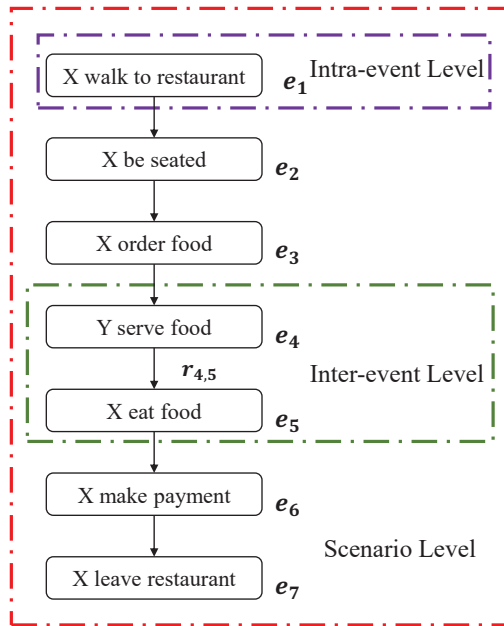 X walk to restaurant
e1
Intra-event Level
X be seated
e2
X order food
e3
Y serve food
e4
r4,5
Inter-event Level
X eat food
e5
X make payment
e6
Scenario Level
X leave restaurant
e7